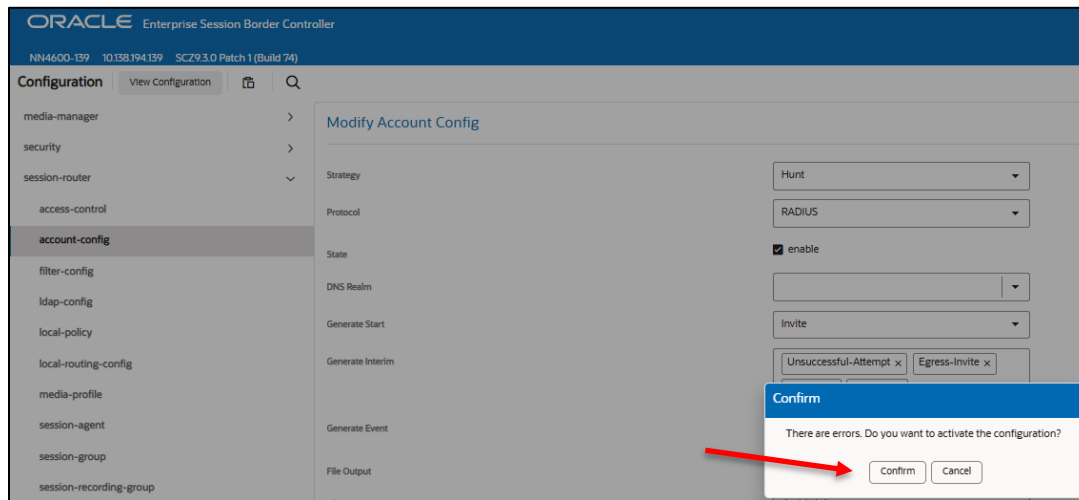 ORACLE Enterprise Session Border Controller
NN4600-139 10.138.194.139 SCZ9.3.0 Patch 1 (Build 74)
Configuration View Configuration
media-manager
security
session-router
access-control
account-config
filter-config
ldap-config
local-policy
local-routing-config
media-profile
session-agent
session-group
session-recording-group
Modify Account Config
Strategy Hunt
Protocol RADIUS
State enable
DNS Realm
Generate Start Invite
Generate Interim Unsuccessful-Attempt x Egress-Invite x
Generate Event
File Output
Confirm
There are errors. Do you want to activate the configuration?
Confirm Cancel